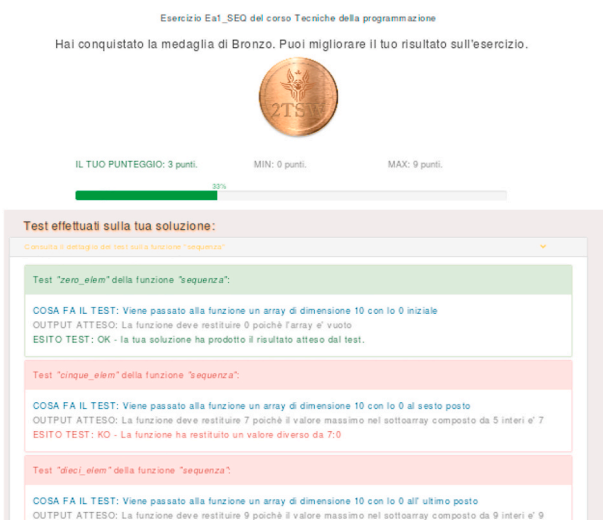 Esercizio Ea1_SEQ del corso Tecniche della programmazione
Hai conquistato la medaglia di Bronzo. Puoi migliorare il tuo risultato sull'esercizio.
2TSW
IL TUO PUNTEGGIO: 3 punti. MIN: 0 punti. MAX: 9 punti.
33%
Test effettuati sulla tua soluzione:
Consulta il dettaglio dei test sulla funzione "sequenza"
Test "zero_elem" della funzione "sequenza":
COSA FA IL TEST: Viene passato alla funzione un array di dimensione 10 con lo 0 iniziale
OUTPUT ATTESO: La funzione deve restituire 0 poichè l'array e' vuoto
ESITO TEST: OK - la tua soluzione ha prodotto il risultato atteso dal test.
Test "cinque_elem" della funzione "sequenza":
COSA FA IL TEST: Viene passato alla funzione un array di dimensione 10 con lo 0 al sesto posto
OUTPUT ATTESO: La funzione deve restituire 7 poichè il valore massimo nel sottoarray composto da 5 interi e' 7
ESITO TEST: KO - La funzione ha restituito un valore diverso da 7:0
Test "dieci_elem" della funzione "sequenza":
COSA FA IL TEST: Viene passato alla funzione un array di dimensione 10 con lo 0 all' ultimo posto
OUTPUT ATTESO: La funzione deve restituire 9 poichè il valore massimo nel sottoarray composto da 9 interi e' 9